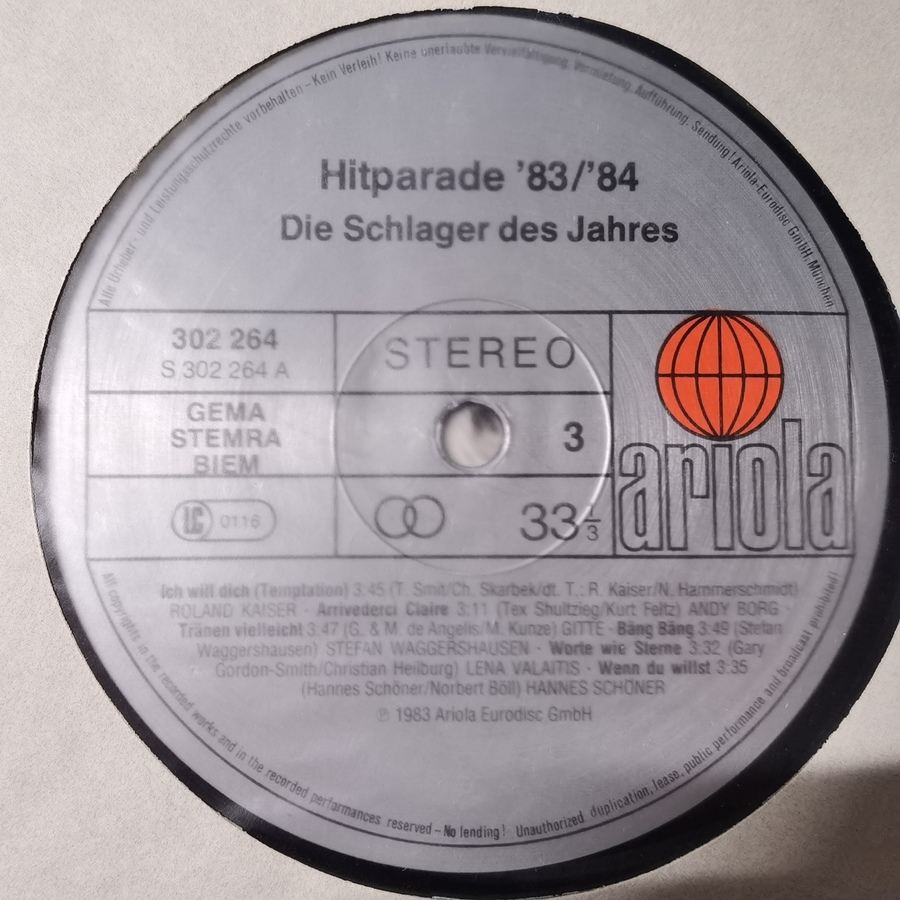 Alle Urheber- und Leistungsschutzrechte vorbehalten – Kein Verleih! Keine unerlaubte Vervielfältigung, Vermietung, Aufführung, Sendung! Ariola-Eurodisc GmbH, München
Hitparade ’83/’84
Die Schlager des Jahres
302 264
S 302 264 A
STEREO
GEMA
STEMRA
BIEM
3
LC 0116
33 1/3
ariola
Ich will dich (Temptation) 3:45 (T. Smit/Ch. Skarbek/dt. T.: R. Kaiser/N. Hammerschmidt)
ROLAND KAISER · Arrivederci Claire 3:11 (Tex Shultzieg/Kurt Feltz) ANDY BORG ·
Tränen vielleicht 3:47 (G. & M. de Angelis/M. Kunze) GITTE · Bäng Bäng 3:49 (Stefan
Waggershausen) STEFAN WAGGERSHAUSEN · Worte wie Sterne 3:32 (Gary
Gordon-Smith/Christian Heilburg) LENA VALAITIS · Wenn du willst 3:35
(Hannes Schöner/Norbert Böll) HANNES SCHÖNER
℗ 1983 Ariola Eurodisc GmbH
All copyrights in the recorded works and in the recorded performances reserved – No lending! Unauthorized duplication, lease, public performance and broadcast prohibited!